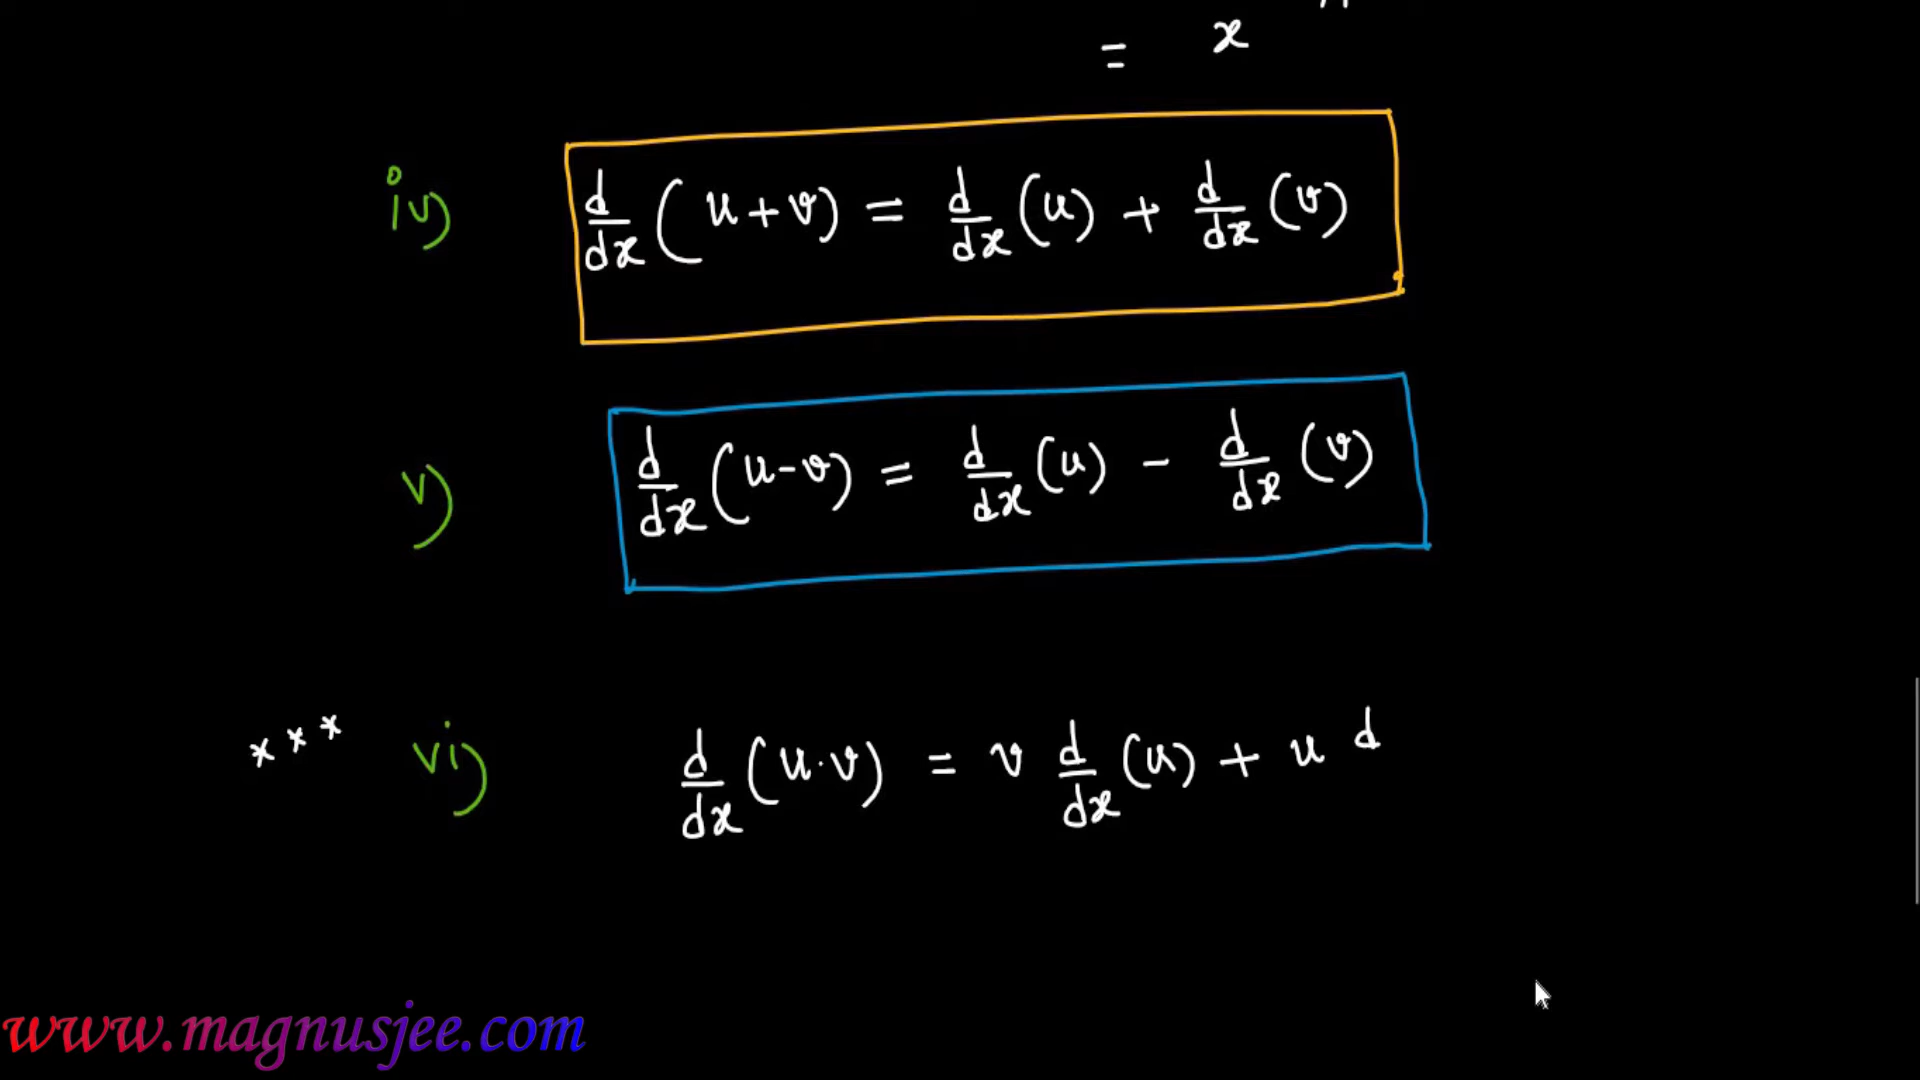 = x
iv) d/dx (u + v) = d/dx (u) + d/dx (v)
v) d/dx (u - v) = d/dx (u) - d/dx (v)
*** vi) d/dx (u · v) = v d/dx (u) + u d
www.magnusjee.com